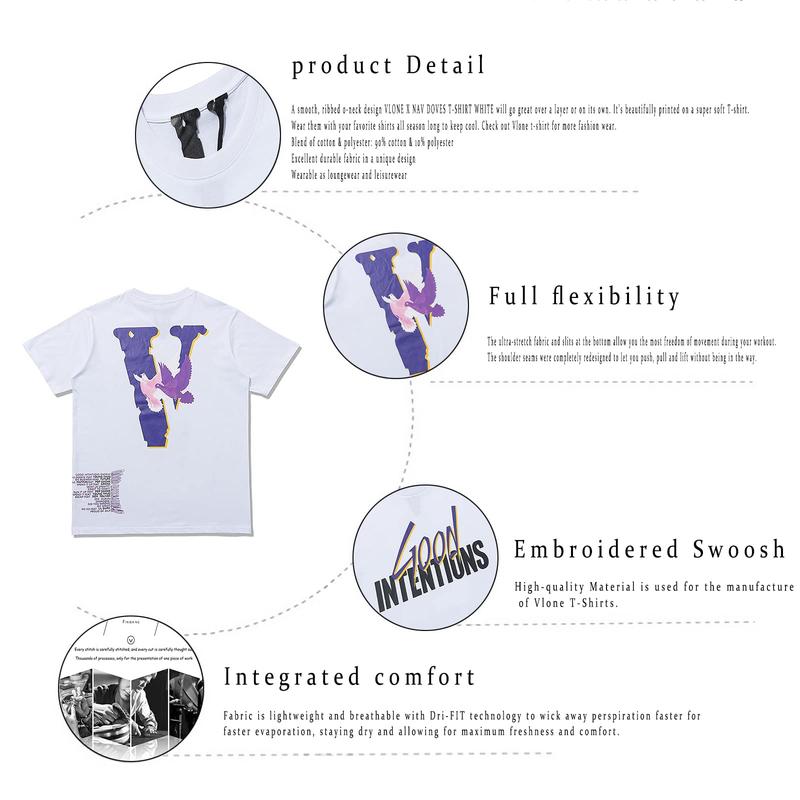 product Detail
A smooth, ribbed o-neck design VLONE X NAV DOVES T-SHIRT WHITE will go great over a layer or on its own. It's beautifully printed on a super soft T-shirt.
Wear them with your favorite shirts all season long to keep cool. Check out Vlone t-shirt for more fashion wear.
Blend of cotton & polyester: 90% cotton & 10% polyester
Excellent durable fabric in a unique design
Wearable as loungewear and leisurewear
Full flexibility
The ultra-stretch fabric and slits at the bottom allow you the most freedom of movement during your workout.
The shoulder seams were completely redesigned to let you push, pull and lift without being in the way.
V
GOOD
INTENTIONS
Embroidered Swoosh
High-quality Material is used for the manufacture
of Vlone T-Shirts.
Every stitch is carefully stitched, and every cut is carefully thought
Thousands of processes, only for the presentation of one piece of work
Integrated comfort
Fabric is lightweight and breathable with Dri-FIT technology to wick away perspiration faster for
faster evaporation, staying dry and allowing for maximum freshness and comfort.